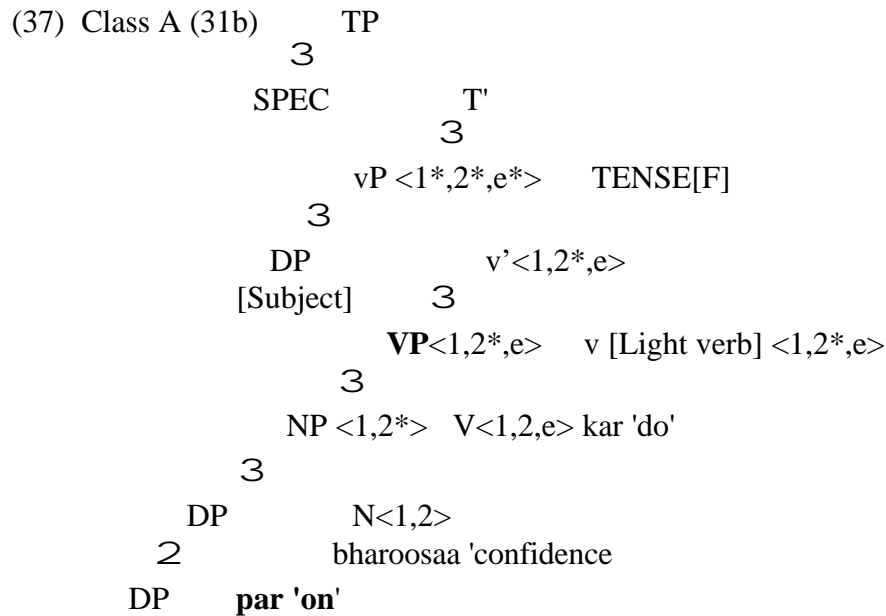 (37) Class A (31b) TP
3
SPEC T'
3
vP <1*,2*,e*> TENSE[F]
3
DP v’<1,2*,e>
[Subject] 3
VP<1,2*,e> v [Light verb] <1,2*,e>
3
NP <1,2*> V<1,2,e> kar 'do'
3
DP N<1,2>
2 bharoosaa 'confidence
DP par 'on'